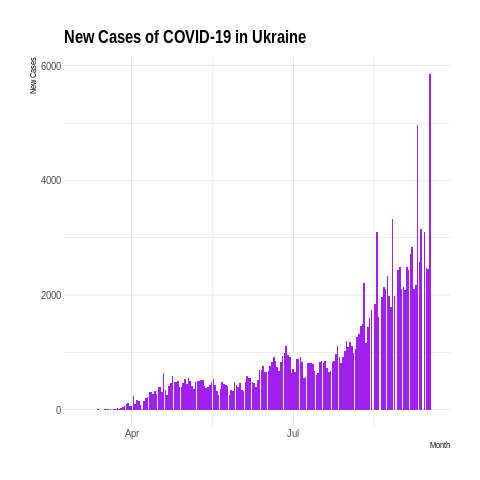 New Cases of COVID-19 in Ukraine
New Cases
6000
4000
2000
0
Apr
Jul
Month